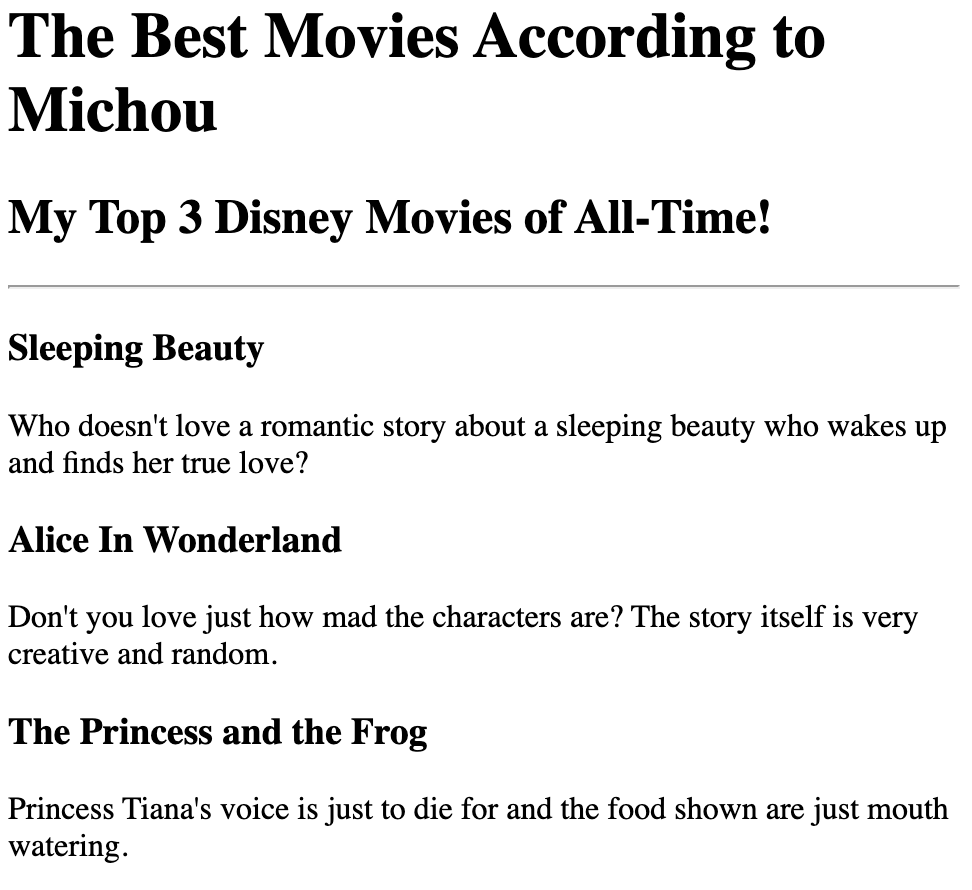 The Best Movies According to
Michou
My Top 3 Disney Movies of All-Time!
Sleeping Beauty
Who doesn't love a romantic story about a sleeping beauty who wakes up
and finds her true love?
Alice In Wonderland
Don't you love just how mad the characters are? The story itself is very
creative and random.
The Princess and the Frog
Princess Tiana's voice is just to die for and the food shown are just mouth
watering.